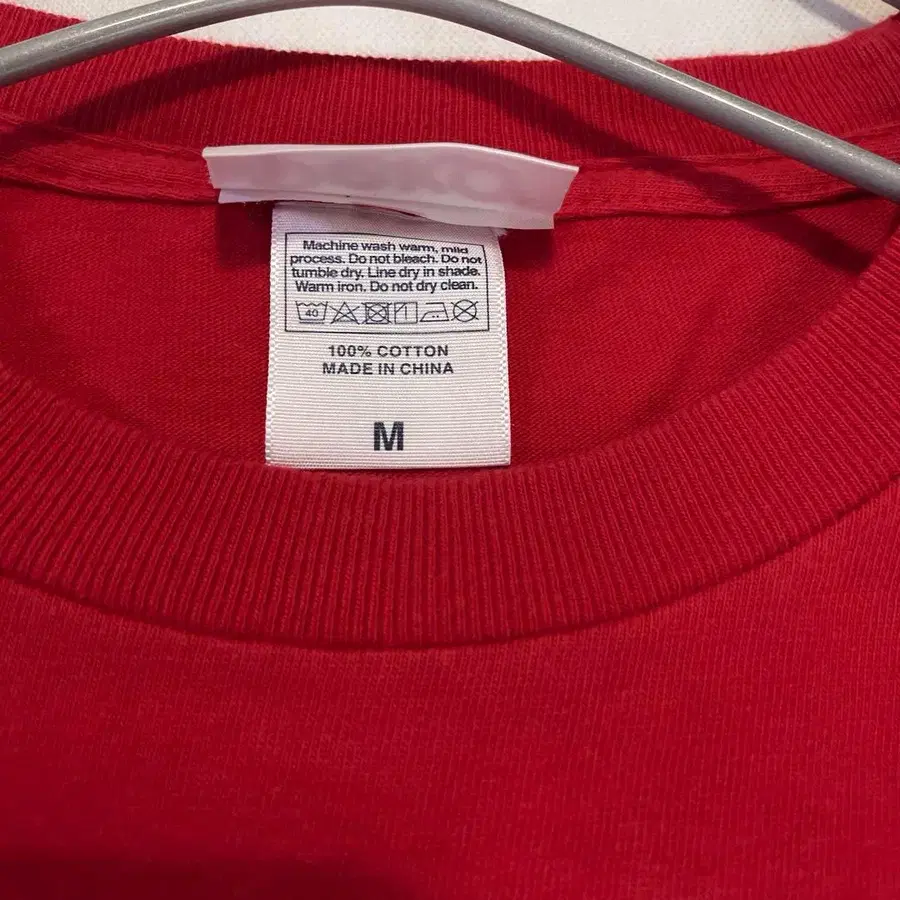 Machine wash warm, mild
process. Do not bleach. Do not
tumble dry. Line dry in shade.
Warm iron. Do not dry clean.
40
100% COTTON
MADE IN CHINA
M